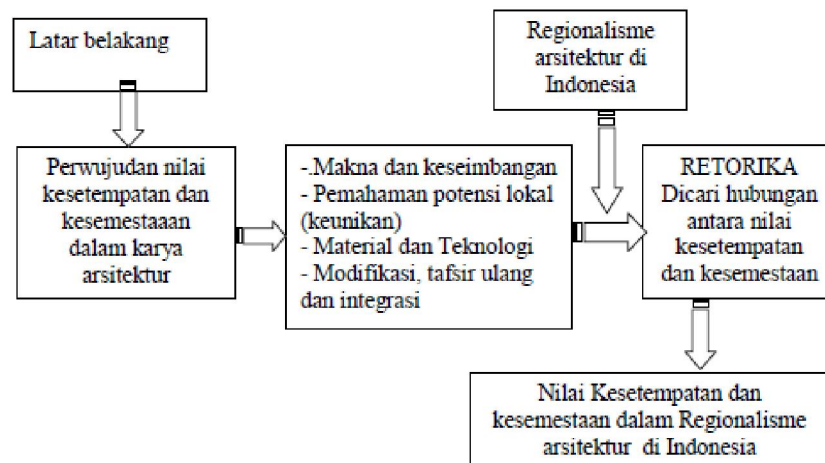 Latar belakang
Regionalisme
arsitektur di
Indonesia
Perwujudan nilai
kesetempatan dan
kesemestaaan
dalam karya
arsitektur
-.Makna dan keseimbangan
- Pemahaman potensi lokal
(keunikan)
- Material dan Teknologi
- Modifikasi, tafsir ulang
dan integrasi
RETORIKA
Dicari hubungan
antara nilai
kesetempatan
dan kesemestaan
Nilai Kesetempatan dan
kesemestaan dalam Regionalisme
arsitektur di Indonesia